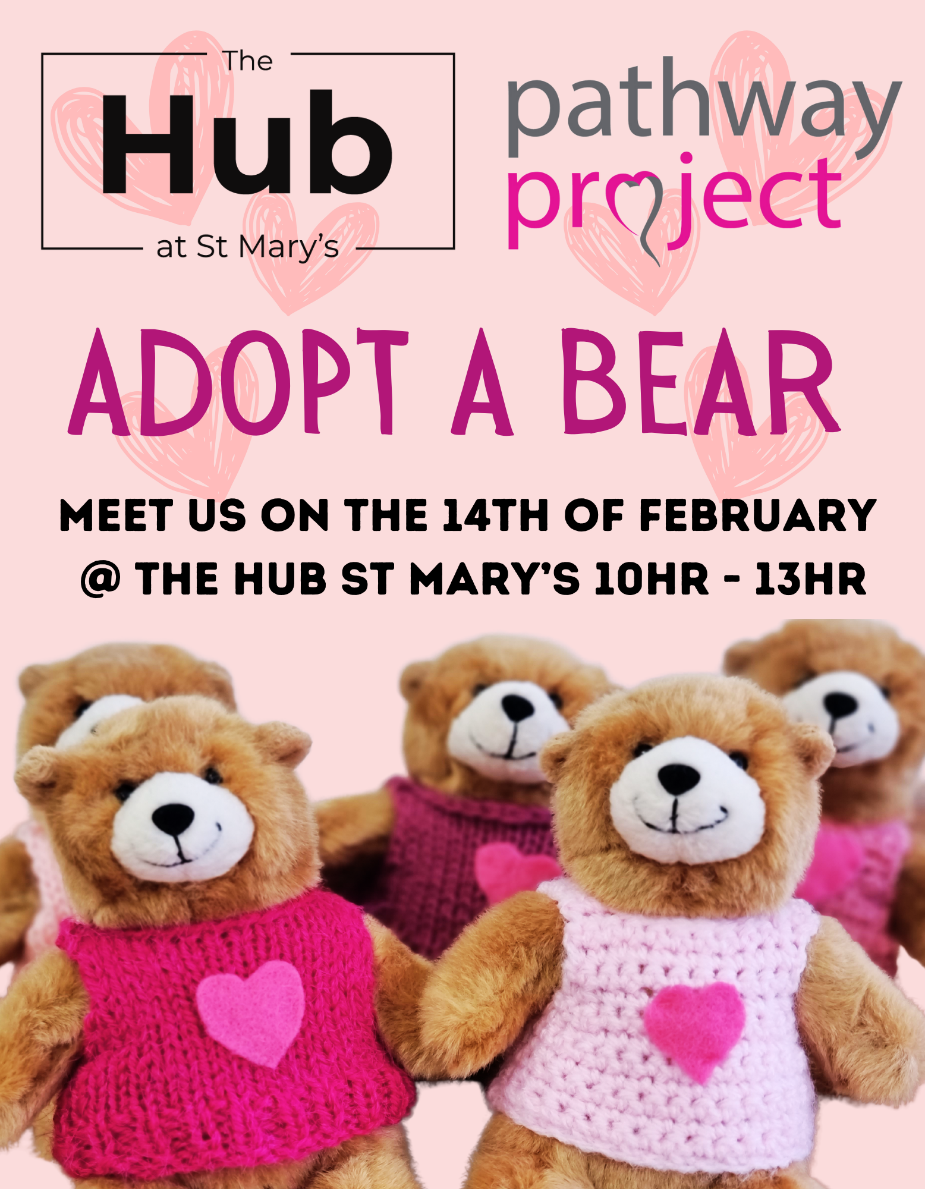 The
Hub
at St Mary's
pathway
project
ADOPT A BEAR
MEET US ON THE 14TH OF FEBRUARY
@ THE HUB ST MARY'S 10HR - 13HR